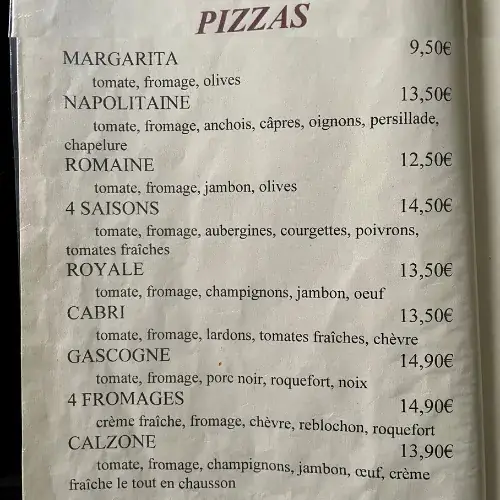 PIZZAS
MARGARITA 9,50€
tomate, fromage, olives
NAPOLITAINE 13,50€
tomate, fromage, anchois, câpres, oignons, persillade,
chapelure
ROMAINE 12,50€
tomate, fromage, jambon, olives
4 SAISONS 14,50€
tomate, fromage, aubergines, courgettes, poivrons,
tomates fraîches
ROYALE 13,50€
tomate, fromage, champignons, jambon, oeuf
CABRI 13,50€
tomate, fromage, lardons, tomates fraîches, chèvre
GASCOGNE 14,90€
tomate, fromage, porc noir, roquefort, noix
4 FROMAGES 14,90€
crème fraîche, fromage, chèvre, reblochon, roquefort
CALZONE 13,90€
tomate, fromage, champignons, jambon, œuf, crème
fraîche le tout en chausson